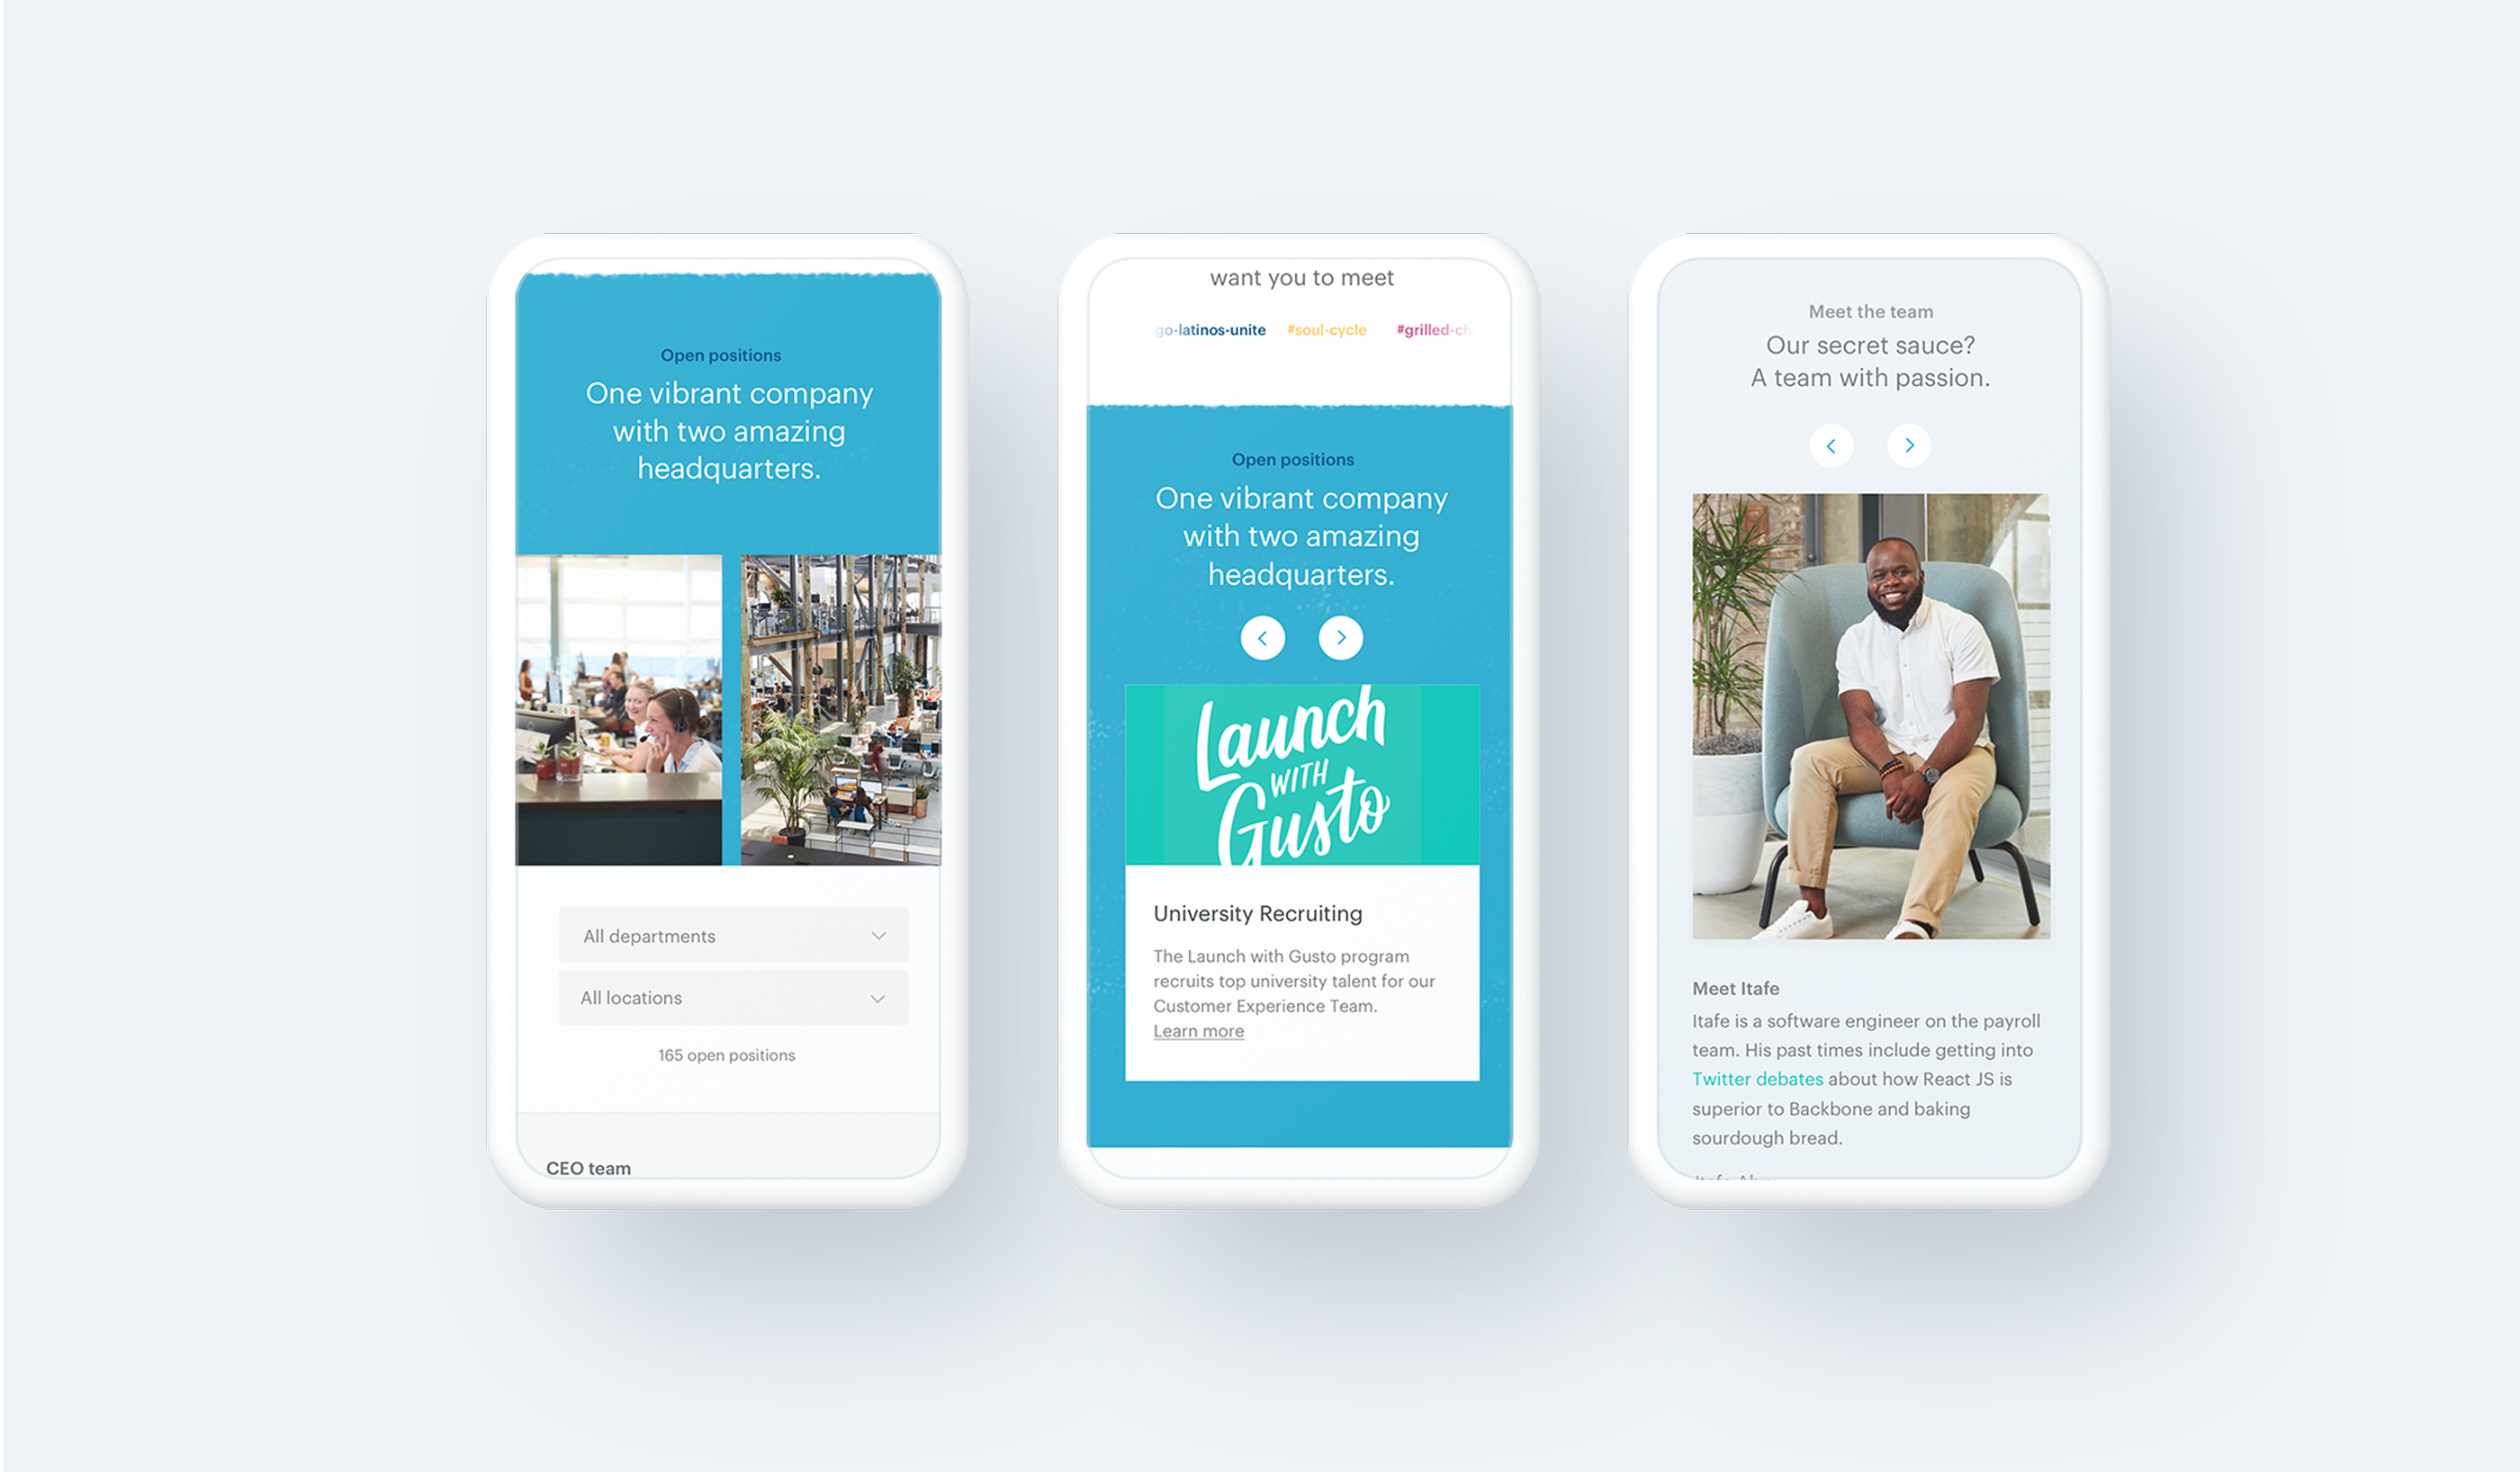 Open positions
One vibrant company
with two amazing
headquarters.
All departments
All locations
165 open positions
CEO team
want you to meet
go-latinos-unite #soul-cycle #grilled-ch
Open positions
One vibrant company
with two amazing
headquarters.
Launch
WITH
Gusto
University Recruiting
The Launch with Gusto program
recruits top university talent for our
Customer Experience Team.
Learn more
Meet the team
Our secret sauce?
A team with passion.
Meet Itafe
Itafe is a software engineer on the payroll
team. His past times include getting into
Twitter debates about how React JS is
superior to Backbone and baking
sourdough bread.